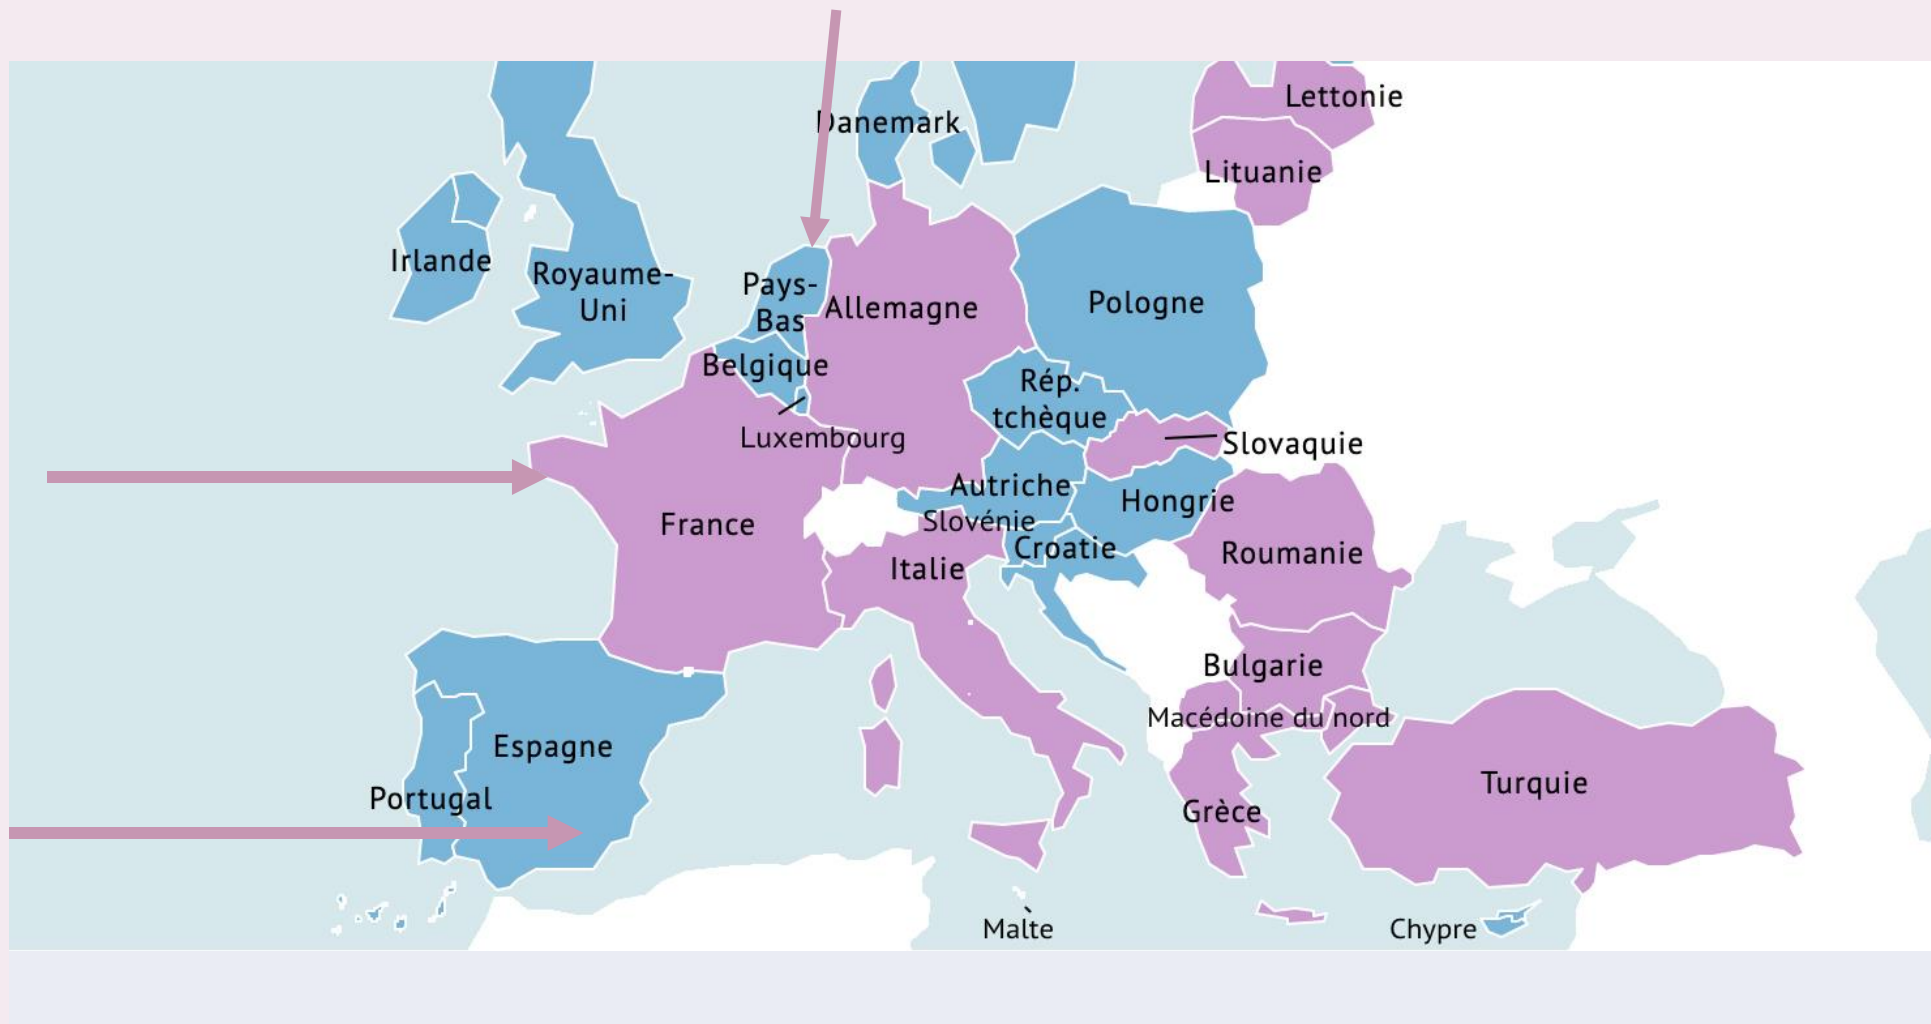 Lettonie
Danemark
Lituanie
Irlande
Royaume-
Uni
Pays-
Bas
Allemagne
Pologne
Belgique
Rép.
tchèque
Luxembourg
Slovaquie
Autriche
Hongrie
Slovénie
France
Croatie
Roumanie
Italie
Bulgarie
Macédoine du nord
Espagne
Turquie
Portugal
Grèce
Malte
Chypre